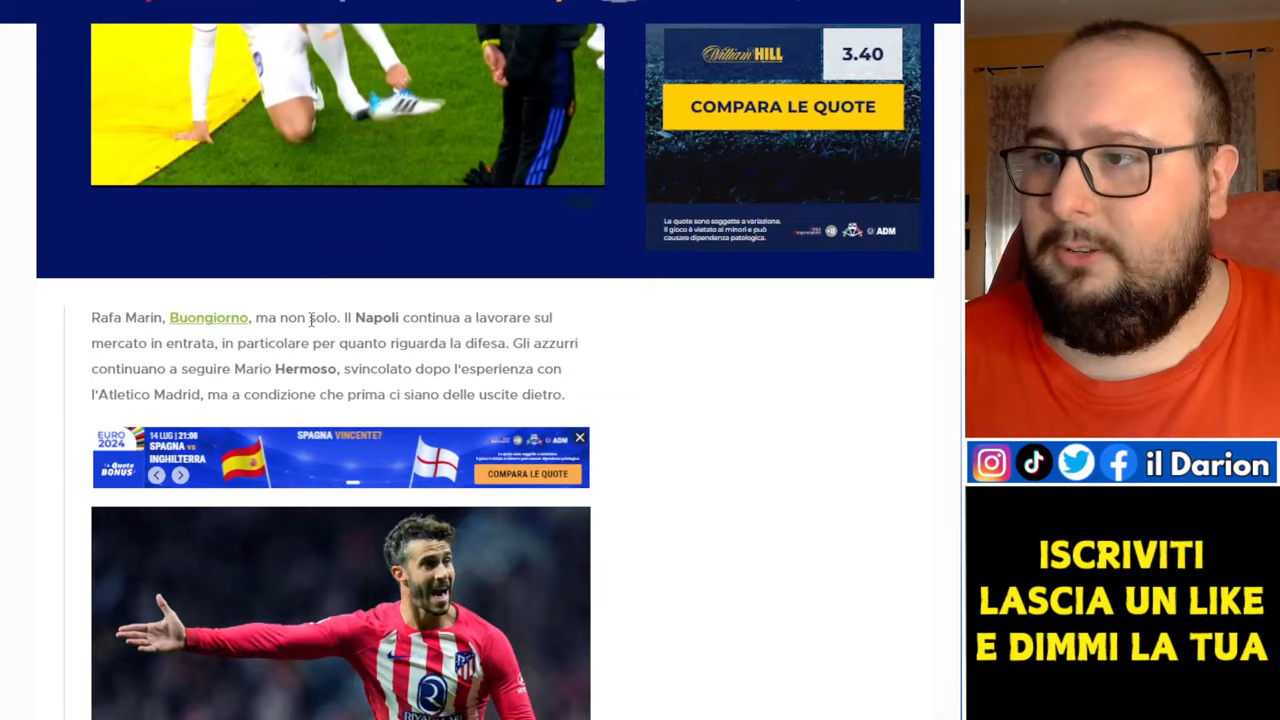 William HILL
3.40
COMPARA LE QUOTE
Le quote sono soggette a variazione.
Il gioco è vietato ai minori e può
causare dipendenza patologica.
ADM
Rafa Marin, Buongiorno, ma non solo. Il Napoli continua a lavorare sul
mercato in entrata, in particolare per quanto riguarda la difesa. Gli azzurri
continuano a seguire Mario Hermoso, svincolato dopo l'esperienza con
l'Atletico Madrid, ma a condizione che prima ci siano delle uscite dietro.
EURO
2024
Quote
BONUS
14 LUG | 21:00
SPAGNA VS
INGHILTERRA
SPAGNA VINCENTE?
ADM
COMPARA LE QUOTE
il Darion
ISCRIVITI
LASCIA UN LIKE
E DIMMI LA TUA